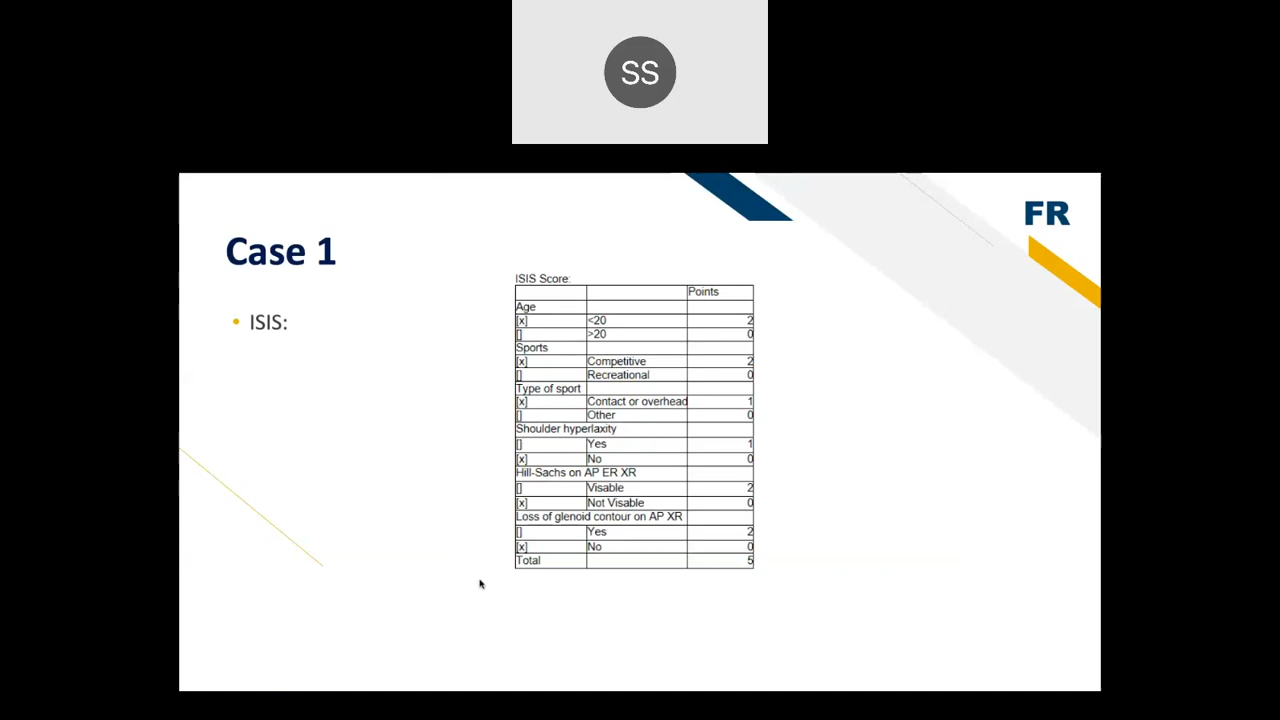 SS
FR
Case 1
• ISIS:
ISIS Score:
Points
Age
[x] <20 2
[] >20 0
Sports
[x] Competitive 2
[] Recreational 0
Type of sport
[x] Contact or overhead 1
[] Other 0
Shoulder hyperlaxity
[] Yes 1
[x] No 0
Hill-Sachs on AP ER XR
[] Visable 2
[x] Not Visable 0
Loss of glenoid contour on AP XR
[] Yes 2
[x] No 0
Total 5